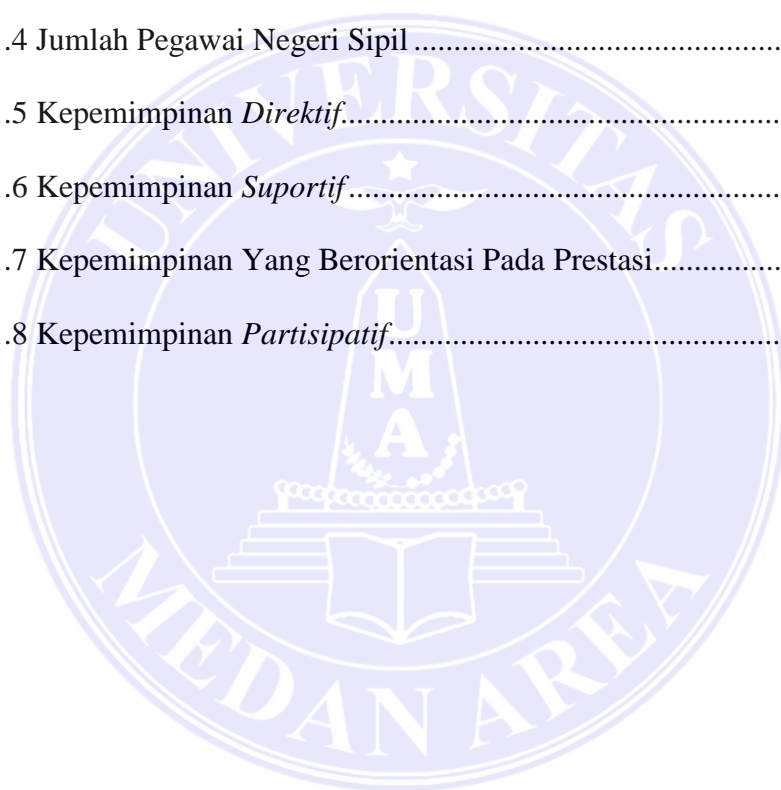 .4 Jumlah Pegawai Negeri Sipil ..............................................
.5 Kepemimpinan Direktif.......................................................
.6 Kepemimpinan Suportif ......................................................
.7 Kepemimpinan Yang Berorientasi Pada Prestasi................
.8 Kepemimpinan Partisipatif.................................................
UNIVERSITAS
UMA
MEDAN AREA